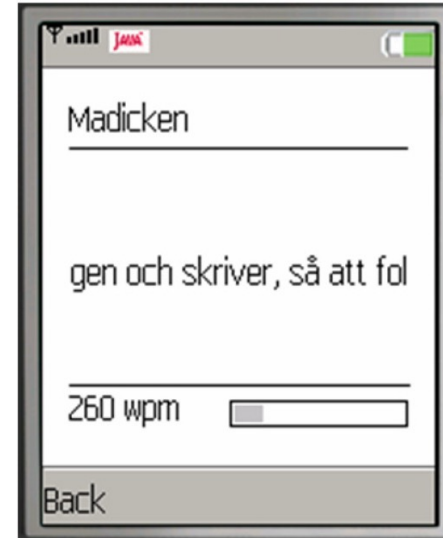 Java
Madicken
gen och skriver, så att fol
260 wpm
Back